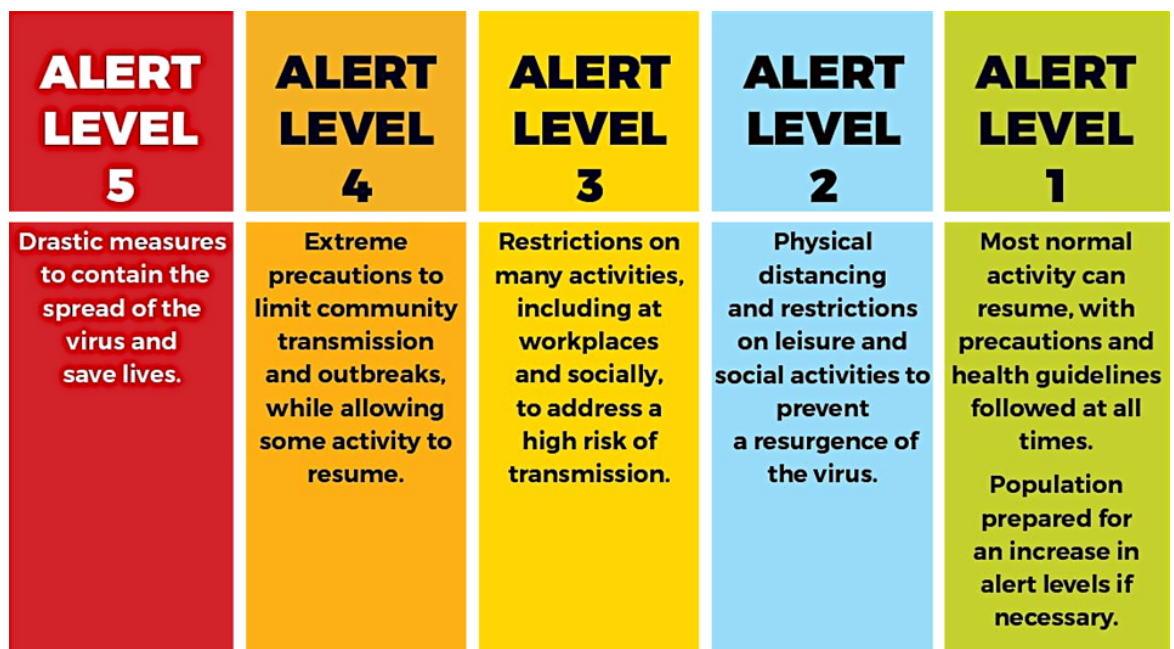 ALERT
LEVEL
5
Drastic measures
to contain the
spread of the
virus and
save lives.
ALERT
LEVEL
4
Extreme
precautions to
limit community
transmission
and outbreaks,
while allowing
some activity to
resume.
ALERT
LEVEL
3
Restrictions on
many activities,
including at
workplaces
and socially,
to address a
high risk of
transmission.
ALERT
LEVEL
2
Physical
distancing
and restrictions
on leisure and
social activities to
prevent
a resurgence of
the virus.
ALERT
LEVEL
1
Most normal
activity can
resume, with
precautions and
health guidelines
followed at all
times.
Population
prepared for
an increase in
alert levels if
necessary.